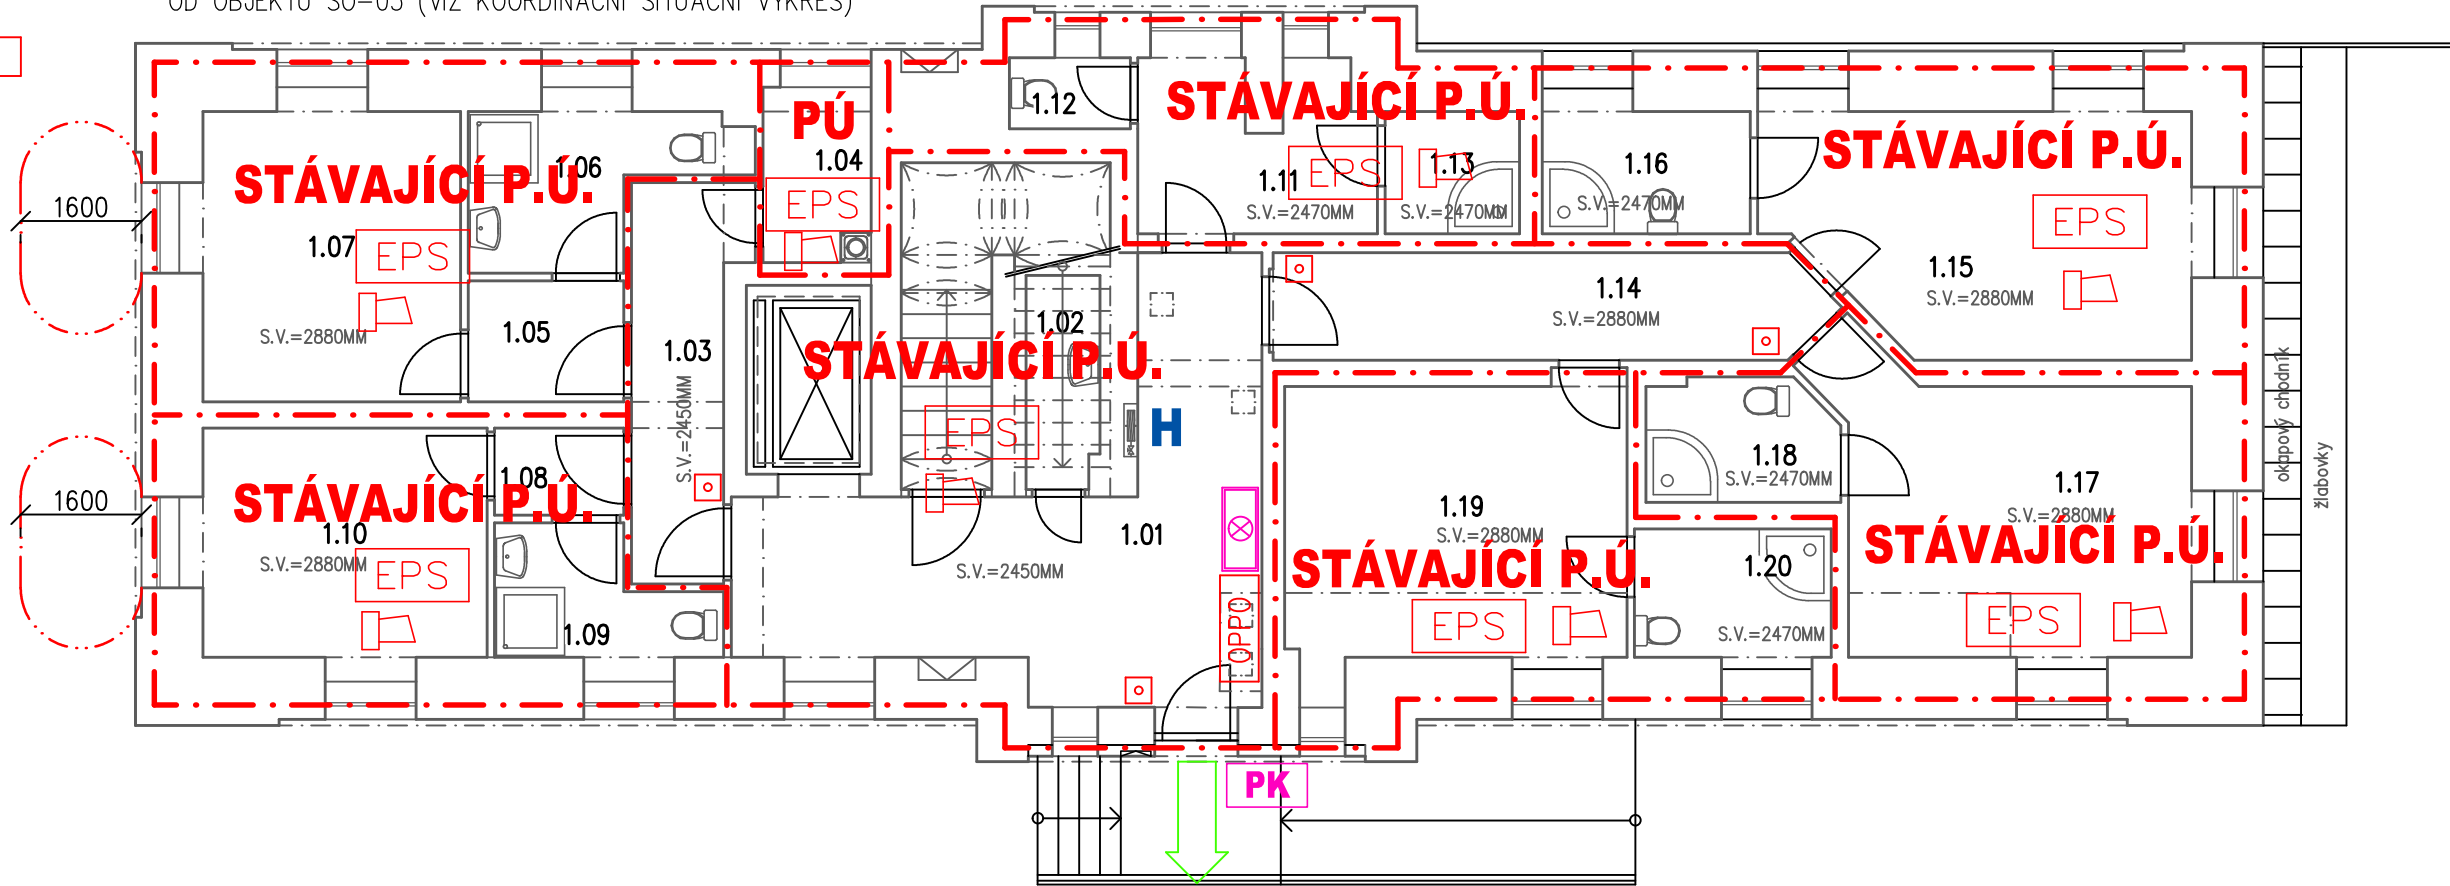 OD OBJEKTU SO-05 (VIZ KOORDINAČNÍ SITUAČNÍ VÝKRES)
STÁVAJÍCÍ P.Ú.
1.06
1.07
EPS
S.V.=2880MM
1600
1.05
1.03
S.V.=2450MM
PÚ
1.04
EPS
1.12
STÁVAJÍCÍ P.Ú.
1.11
EPS
1.13
S.V.=2470MM
S.V.=2470MM
1.16
S.V.=2470MM
STÁVAJÍCÍ P.Ú.
EPS
1.15
S.V.=2880MM
1.14
S.V.=2880MM
1.02
STÁVAJÍCÍ P.Ú.
EPS
H
1600
1.08
STÁVAJÍCÍ P.Ú.
1.10
S.V.=2880MM
EPS
1.09
1.01
S.V.=2450MM
OPPO
1.19
S.V.=2880MM
STÁVAJÍCÍ P.Ú.
EPS
1.18
S.V.=2470MM
1.20
S.V.=2470MM
1.17
S.V.=2880MM
STÁVAJÍCÍ P.Ú.
EPS
okapový chodník
žlabovky
PK